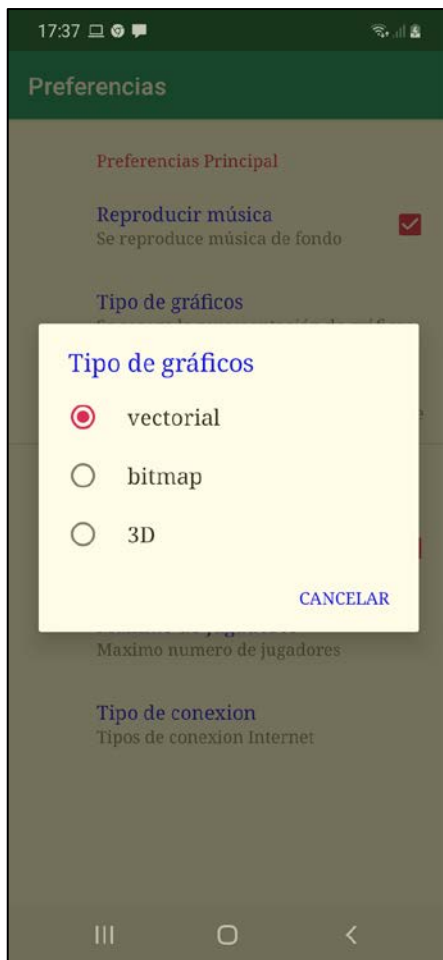 17:37
Preferencias
Preferencias Principal
Reproducir música
Se reproduce música de fondo
Tipo de gráficos
Tipo de gráficos
vectorial
bitmap
3D
CANCELAR
Maximo numero de jugadores
Tipo de conexion
Tipos de conexion Internet